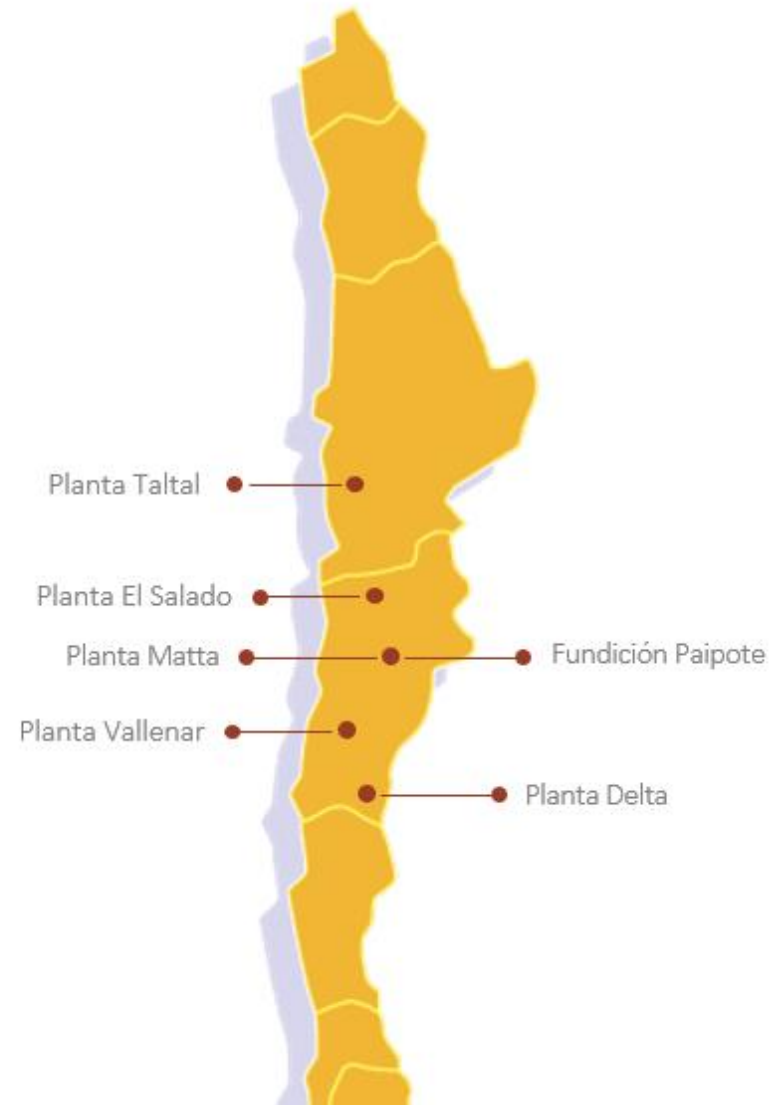 Planta Taltal
Planta El Salado
Planta Matta
Fundición Paipote
Planta Vallenar
Planta Delta